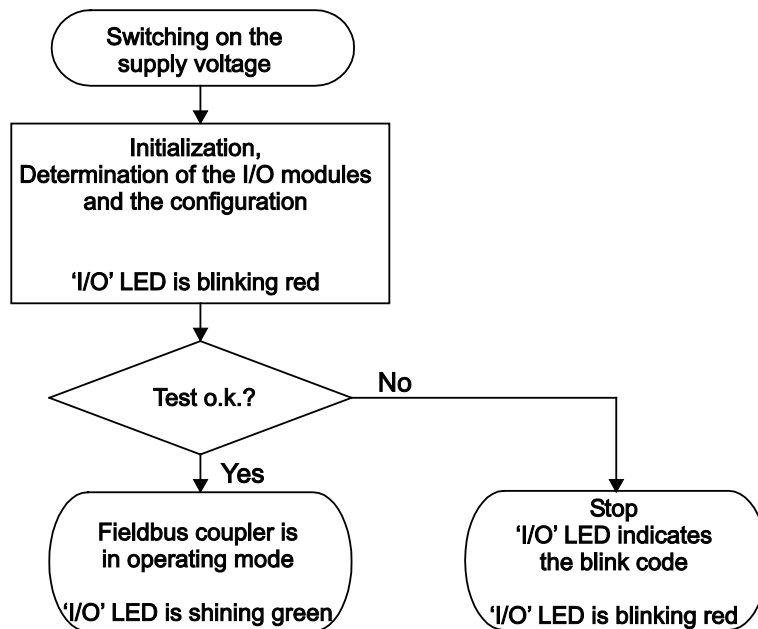 Switching on the
supply voltage
Initialization,
Determination of the I/O modules
and the configuration
‘I/O’ LED is blinking red
Test o.k.?
No
Yes
Fieldbus coupler is
in operating mode
‘I/O’ LED is shining green
Stop
‘I/O’ LED indicates
the blink code
‘I/O’ LED is blinking red